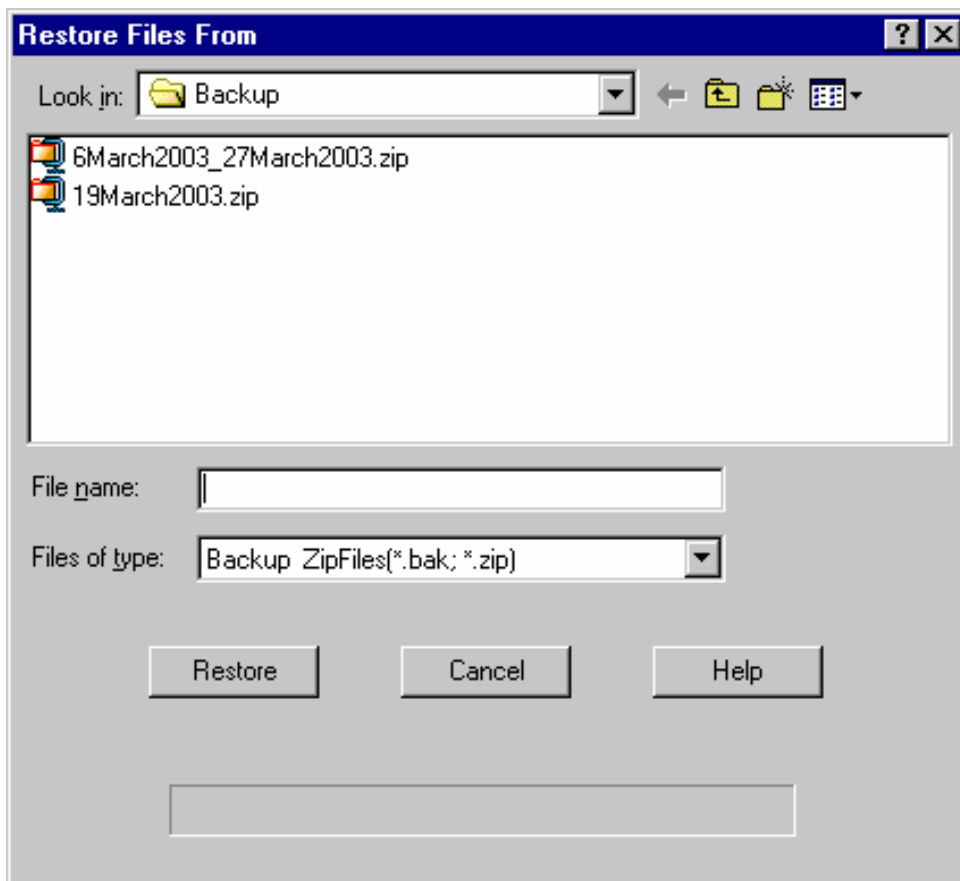 Restore Files From
Look in: Backup
6March2003_27March2003.zip
19March2003.zip
File name:
Files of type: Backup ZipFiles(*.bak; *.zip)
Restore Cancel Help